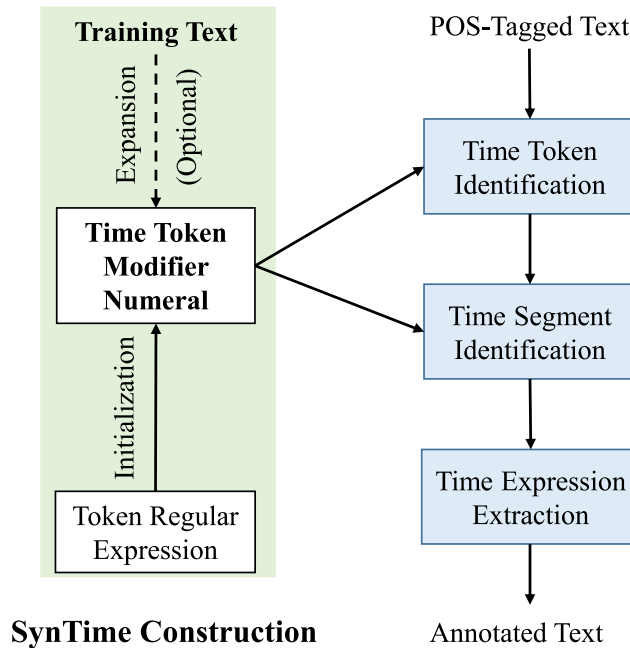 Training Text
Expansion
(Optional)
Time Token
Modifier
Numeral
Initialization
Token Regular
Expression
SynTime Construction
POS-Tagged Text
Time Token
Identification
Time Segment
Identification
Time Expression
Extraction
Annotated Text